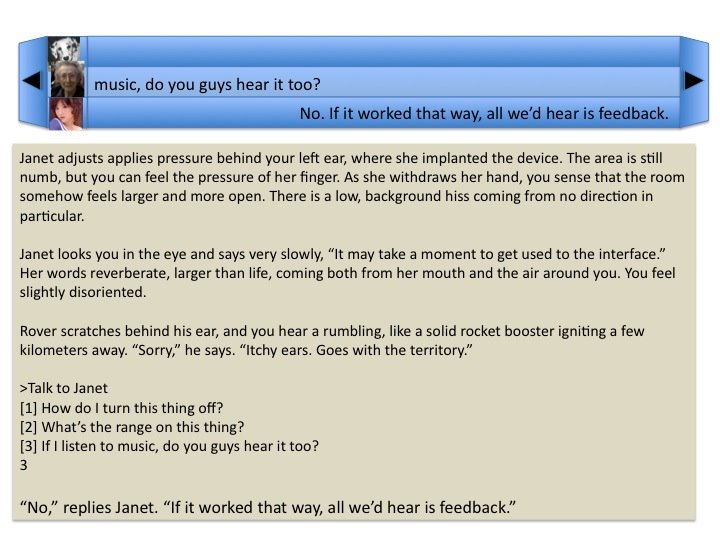 music, do you guys hear it too?
No. If it worked that way, all we'd hear is feedback.
Janet adjusts applies pressure behind your left ear, where she implanted the device. The area is still
numb, but you can feel the pressure of her finger. As she withdraws her hand, you sense that the room
somehow feels larger and more open. There is a low, background hiss coming from no direction in
particular.
Janet looks you in the eye and says very slowly, “It may take a moment to get used to the interface.”
Her words reverberate, larger than life, coming both from her mouth and the air around you. You feel
slightly disoriented.
Rover scratches behind his ear, and you hear a rumbling, like a solid rocket booster igniting a few
kilometers away. “Sorry,” he says. “Itchy ears. Goes with the territory.”
>Talk to Janet
[1] How do I turn this thing off?
[2] What's the range on this thing?
[3] If I listen to music, do you guys hear it too?
3
“No,” replies Janet. “If it worked that way, all we'd hear is feedback.”